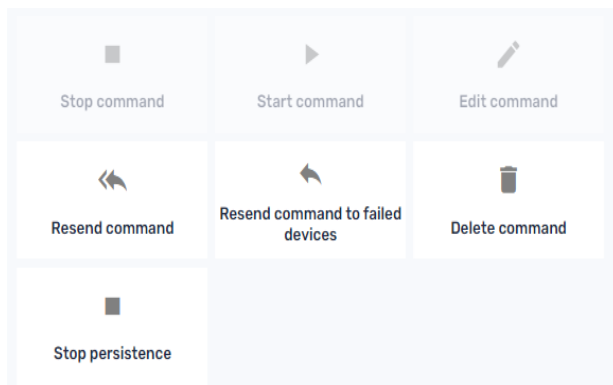 Stop command
Start command
Edit command
Resend command
Resend command to failed
devices
Delete command
Stop persistence